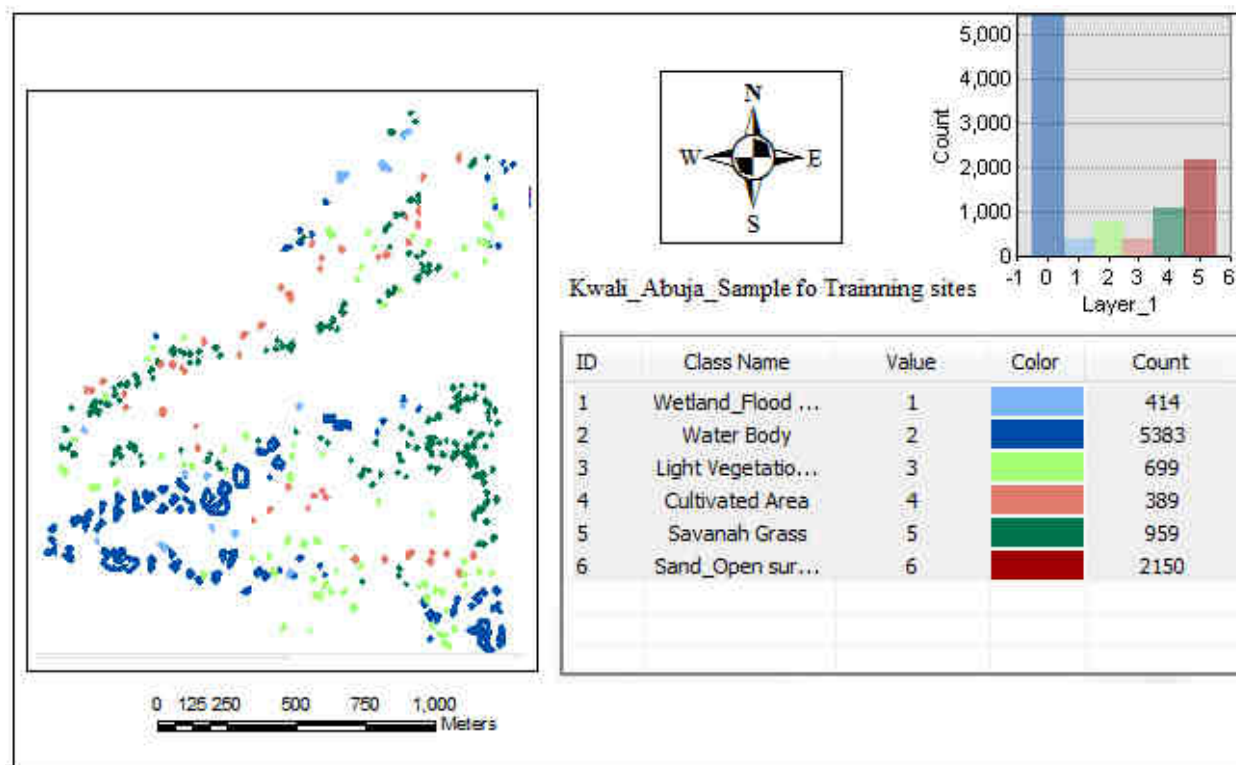 5,000
4,000
3,000
2,000
1,000
0
Count
-1 0 1 2 3 4 5 6
Layer_1
N
W E
S
Kwali_Abuja_Sample fo Trainning sites
ID Class Name Value Color Count
1 Wetland_Flood ... 1 414
2 Water Body 2 5383
3 Light Vegetatio... 3 699
4 Cultivated Area 4 389
5 Savanah Grass 5 959
6 Sand_Open sur... 6 2150
0 125 250 500 750 1,000
Meters